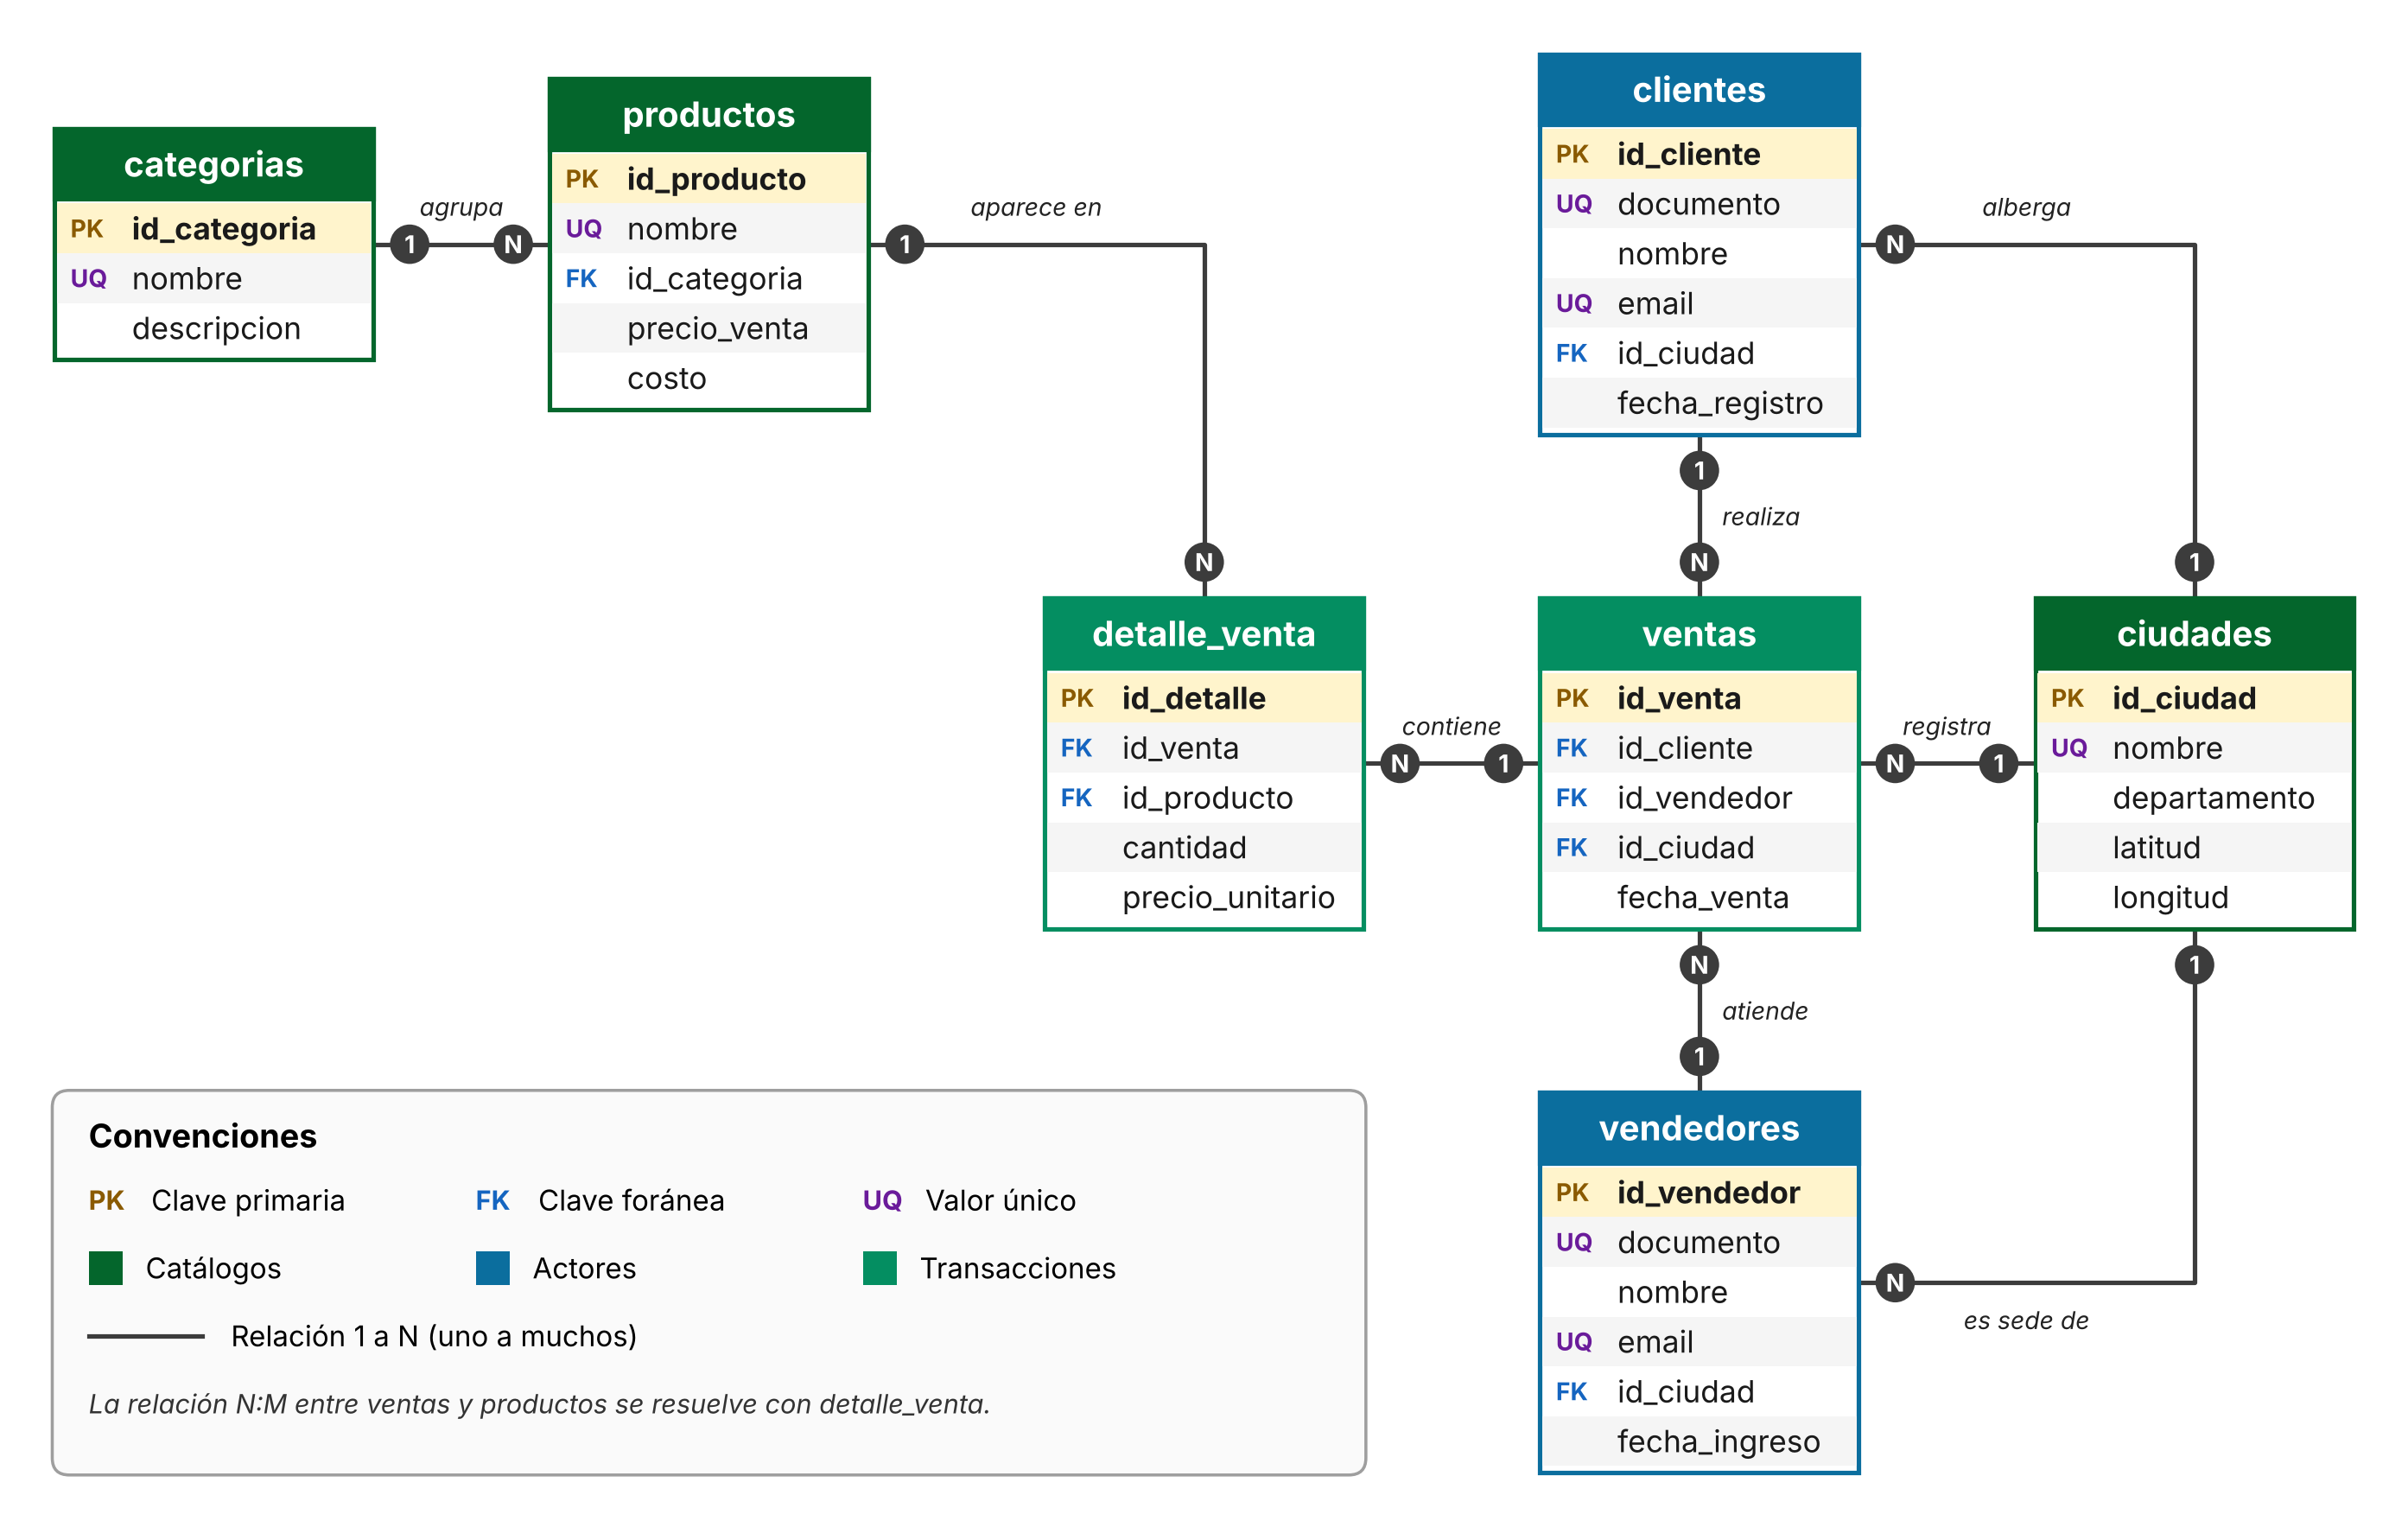 categorias
PK id_categoria
UQ nombre
descripcion
agrupa
1
N
productos
PK id_producto
UQ nombre
FK id_categoria
precio_venta
costo
aparece en
1
N
clientes
PK id_cliente
UQ documento
nombre
UQ email
FK id_ciudad
fecha_registro
alberga
N
1
1
realiza
N
detalle_venta
PK id_detalle
FK id_venta
FK id_producto
cantidad
precio_unitario
contiene
N
1
ventas
PK id_venta
FK id_cliente
FK id_vendedor
FK id_ciudad
fecha_venta
registra
N
1
ciudades
PK id_ciudad
UQ nombre
departamento
latitud
longitud
N
atiende
1
1
N
es sede de
vendedores
PK id_vendedor
UQ documento
nombre
UQ email
FK id_ciudad
fecha_ingreso
Convenciones
PK Clave primaria
FK Clave foránea
UQ Valor único
Catálogos
Actores
Transacciones
Relación 1 a N (uno a muchos)
La relación N:M entre ventas y productos se resuelve con detalle_venta.